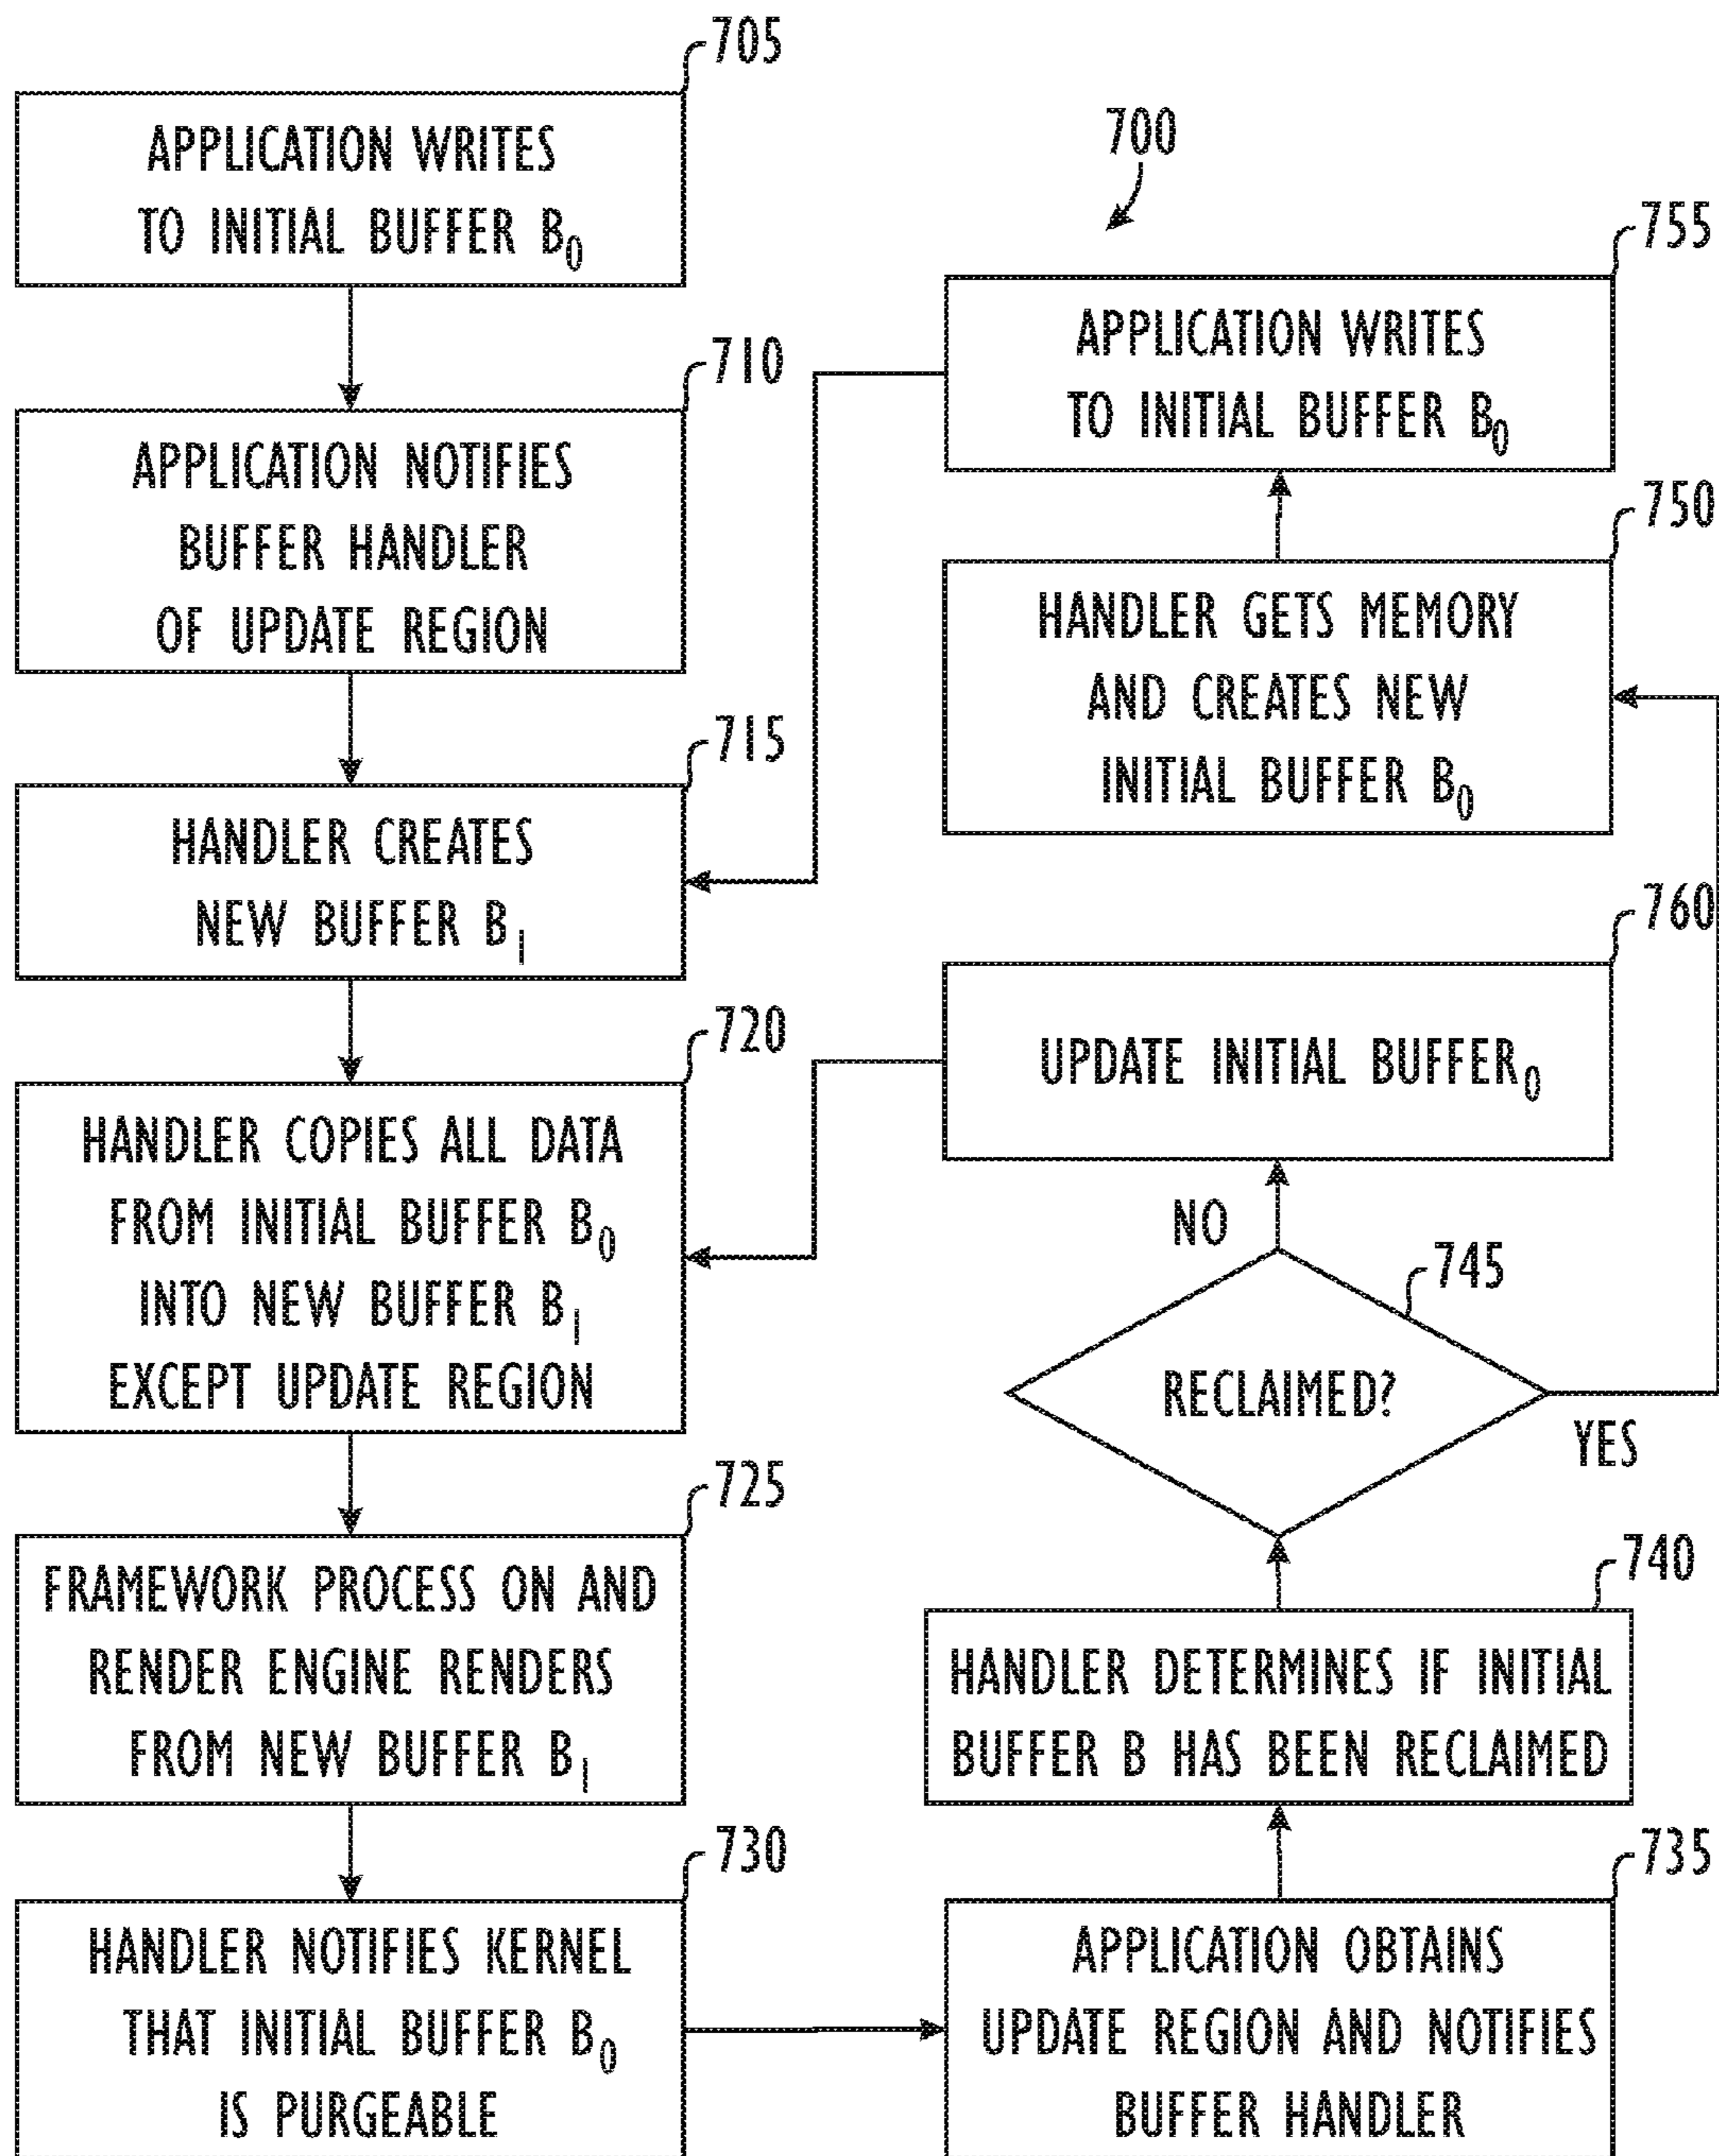 705
APPLICATION WRITES
TO INITIAL BUFFER B₀
710
APPLICATION NOTIFIES
BUFFER HANDLER
OF UPDATE REGION
715
HANDLER CREATES
NEW BUFFER B₁
720
HANDLER COPIES ALL DATA
FROM INITIAL BUFFER B₀
INTO NEW BUFFER B₁
EXCEPT UPDATE REGION
725
FRAMEWORK PROCESS ON AND
RENDER ENGINE RENDERS
FROM NEW BUFFER B₁
730
HANDLER NOTIFIES KERNEL
THAT INITIAL BUFFER B₀
IS PURGEABLE
700
755
APPLICATION WRITES
TO INITIAL BUFFER B₀
750
HANDLER GETS MEMORY
AND CREATES NEW
INITIAL BUFFER B₀
760
UPDATE INITIAL BUFFER₀
NO
745
RECLAIMED?
YES
740
HANDLER DETERMINES IF INITIAL
BUFFER B HAS BEEN RECLAIMED
735
APPLICATION OBTAINS
UPDATE REGION AND NOTIFIES
BUFFER HANDLER